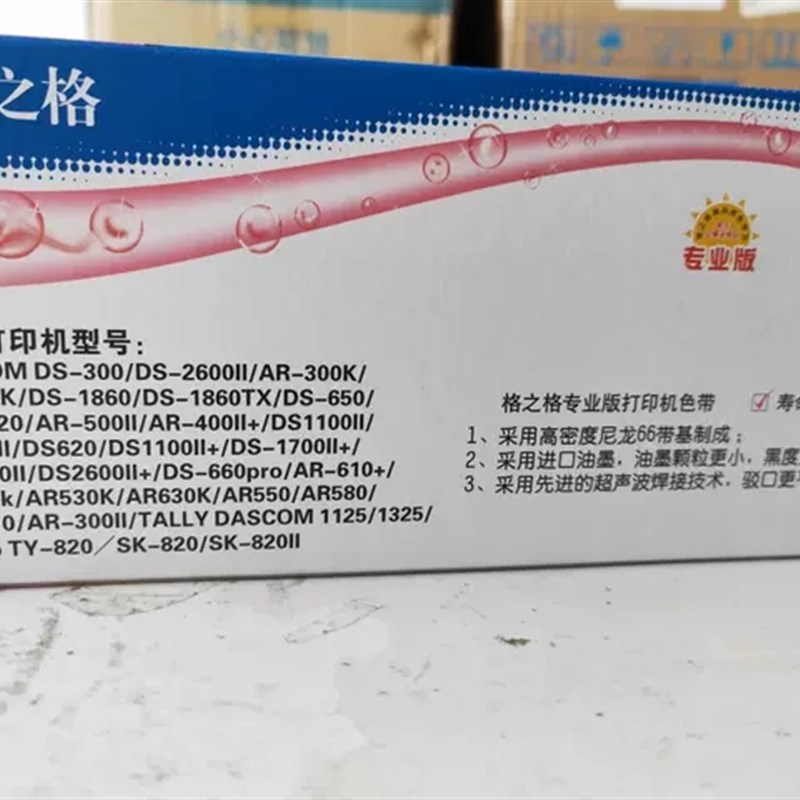 之格
专业版
打印机型号:
OM DS-300/DS-2600II/AR-300K/
K/DS-1860/DS-1860TX/DS-650/
20/AR-500II/AR-400II+/DS1100II/
II/DS620/DS1100II+/DS-1700II+/
0II/DS2600II+/DS-660pro/AR-610+/
k/AR530K/AR630K/AR550/AR580/
0/AR-300II/TALLY DASCOM 1125/1325/
TY-820/SK-820/SK-820II
格之格专业版打印机色带 ☑ 寿命
1、采用高密度尼龙66带基制成;
2、采用进口油墨,油墨颗粒更小,黑度
3、采用先进的超声波焊接技术,驳口更